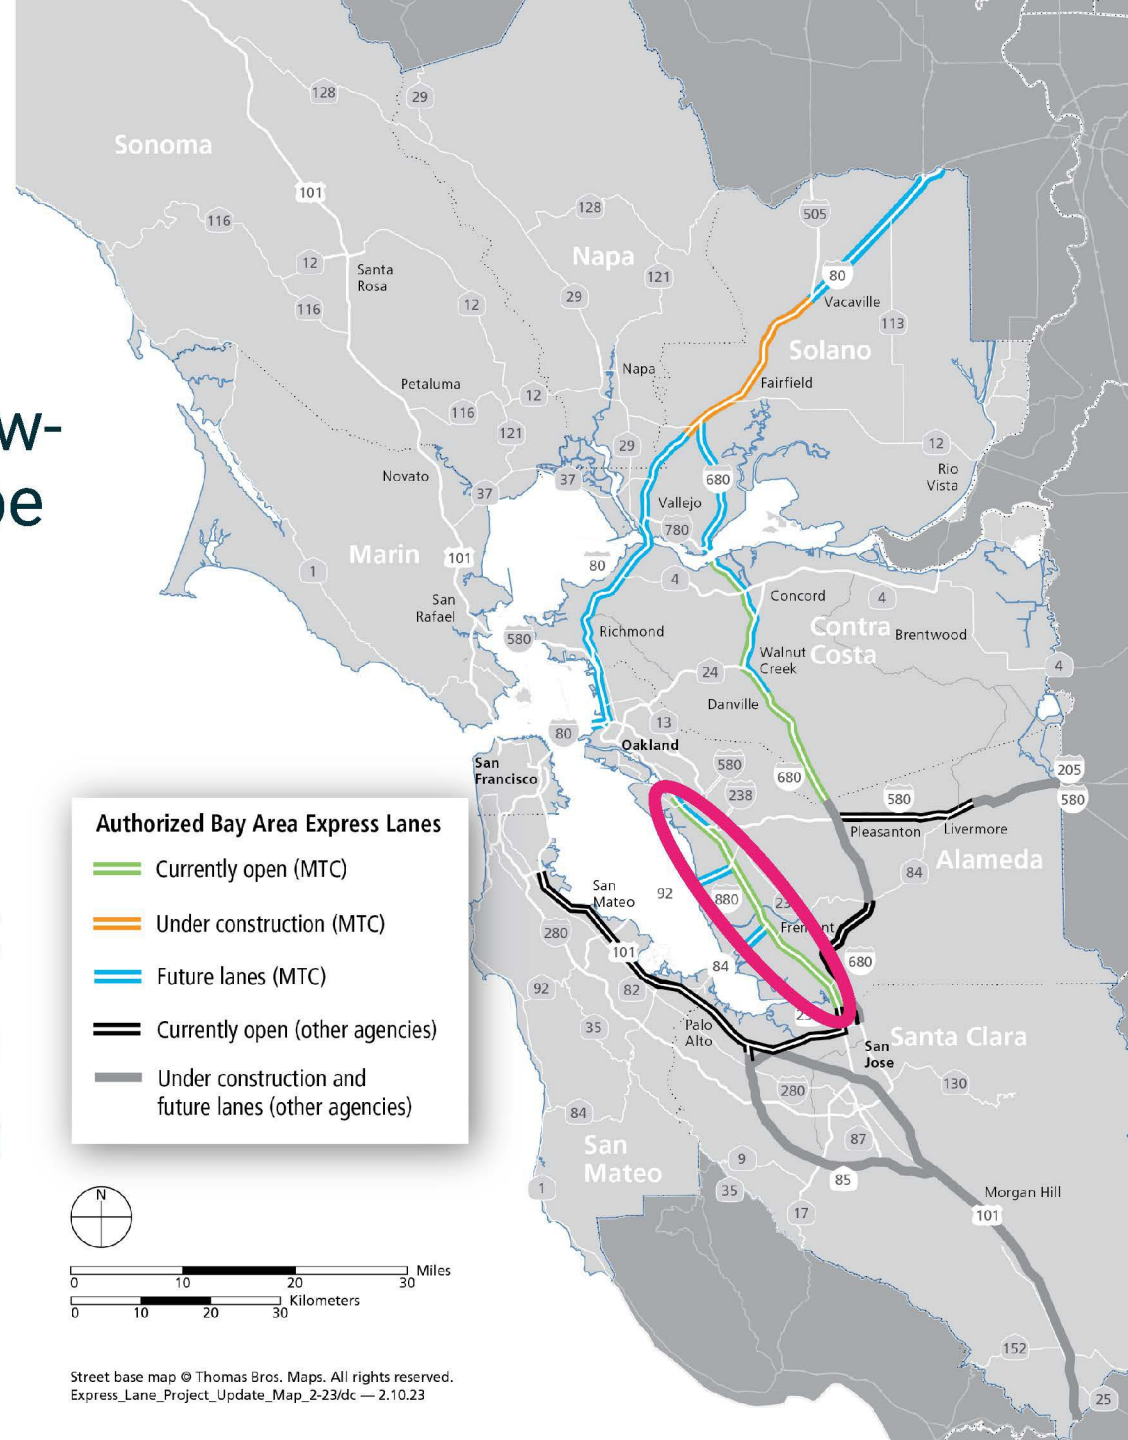 128
29
Sonoma
101
128
505
116
Napa
12
Santa
Rosa
121
80
29
12
Vacaville
116
113
Solano
Napa
Petaluma
Fairfield
12
116
w-
121
29
12
Novato
37
37
680
Rio
Vista
pe
Vallejo
780
Marin
101
80
1
4
Concord
4
San
Rafael
Contra
Costa
580
Richmond
Brentwood
Walnut
Creek
4
24
Danville
13
80
Oakland
San
Francisco
580
680
205
238
580
580
Authorized Bay Area Express Lanes
Pleasanton
Livermore
Currently open (MTC)
84
Alameda
San
Mateo
92
880
Under construction (MTC)
Fremont
280
101
680
84
Future lanes (MTC)
92
82
Currently open (other agencies)
35
Palo
Alto
Santa Clara
San
Jose
Under construction and
future lanes (other agencies)
280
130
84
87
San
Mateo
9
85
1
35
Morgan Hill
N
17
101
Miles
0 10 20 30
Kilometers
0 10 20 30
152
Street base map © Thomas Bros. Maps. All rights reserved.
Express_Lane_Project_Update_Map_2-23/dc — 2.10.23
25